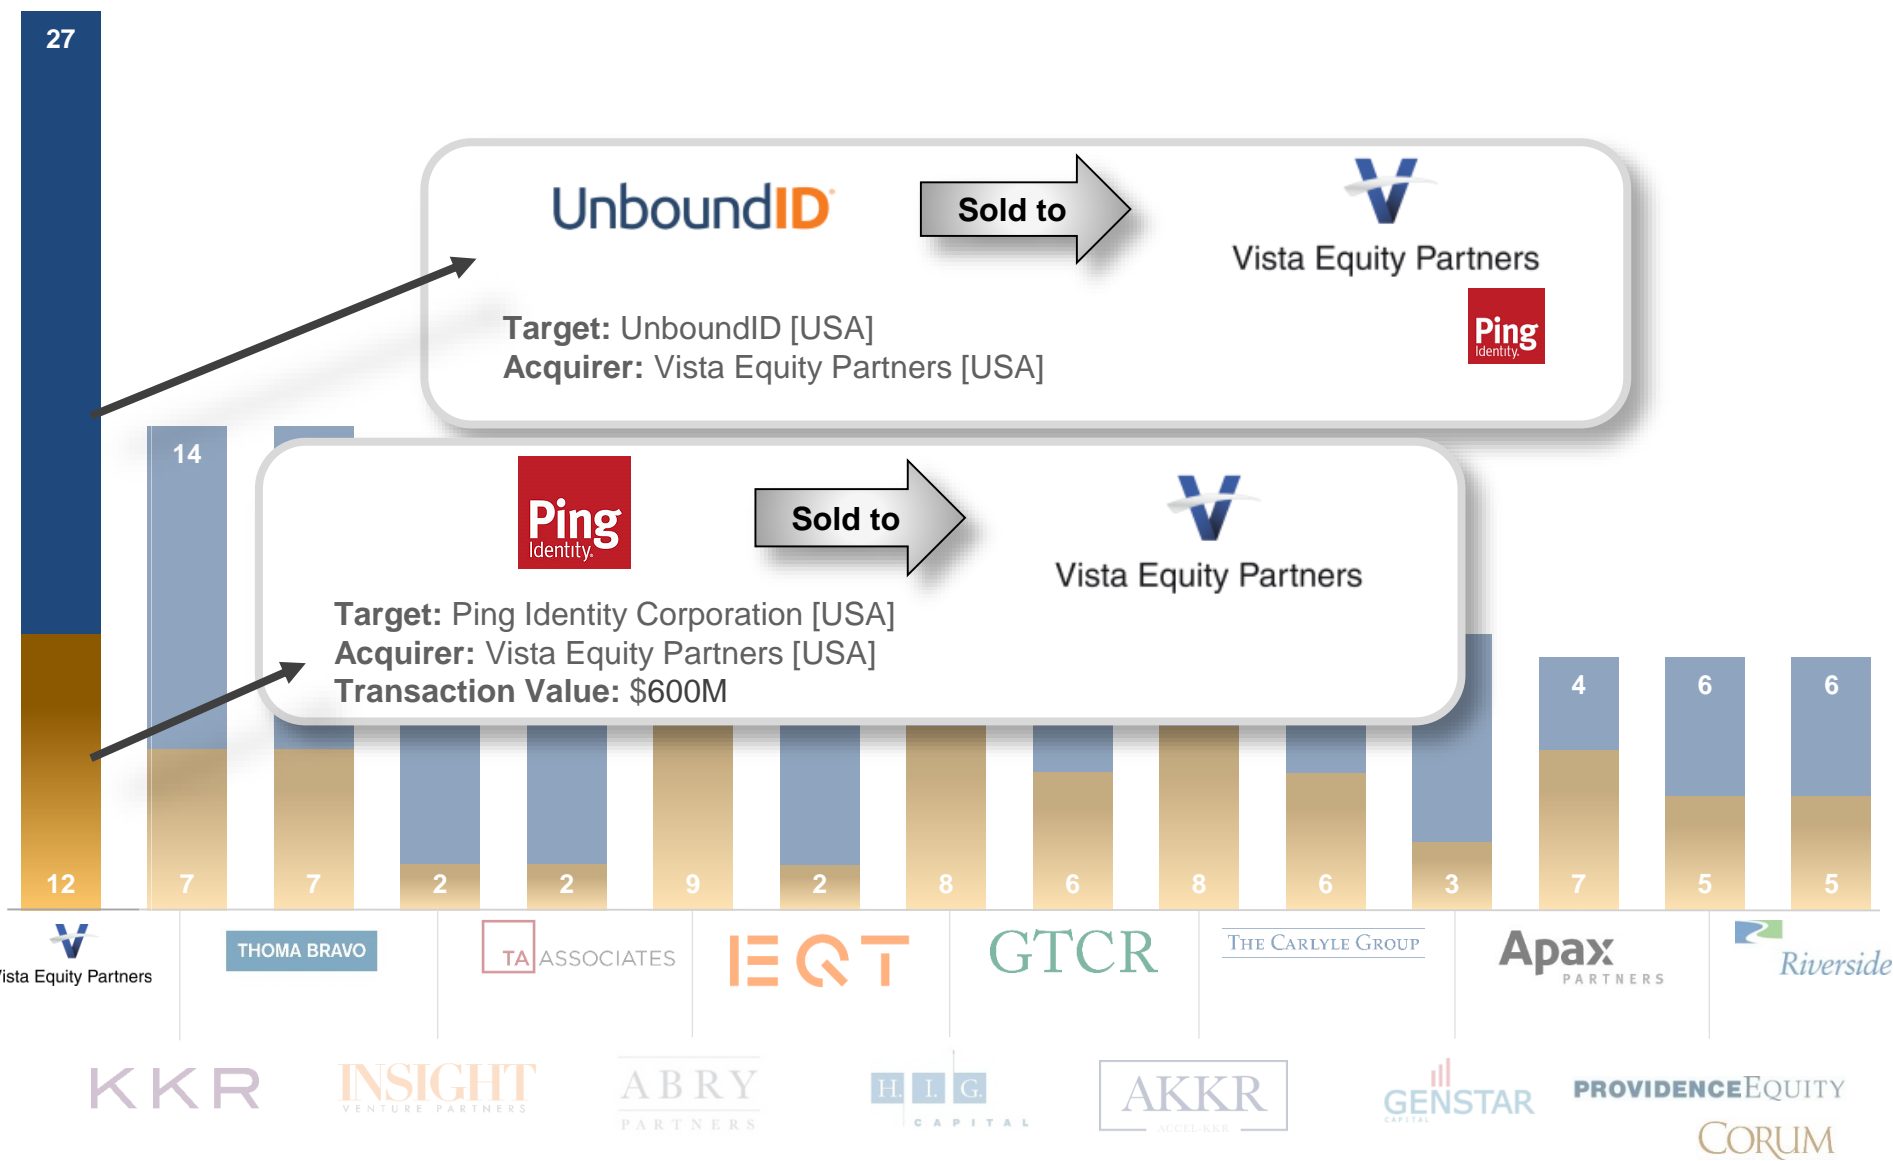 27
UnboundID
Sold to
Vista Equity Partners
Ping
Identity.
Target: UnboundID [USA]
Acquirer: Vista Equity Partners [USA]
14
Ping
Identity.
Sold to
Vista Equity Partners
Target: Ping Identity Corporation [USA]
Acquirer: Vista Equity Partners [USA]
Transaction Value: $600M
4
6
6
12
7
7
2
2
9
2
8
6
8
6
3
7
5
5
Vista Equity Partners
THOMA BRAVO
TA ASSOCIATES
EQT
GTCR
THE CARLYLE GROUP
Apax
PARTNERS
Riverside
KKR
INSIGHT
VENTURE PARTNERS
ABRY
PARTNERS
H.I.G.
CAPITAL
AKKR
ACCEL-KKR
GENSTAR
CAPITAL
PROVIDENCE EQUITY
CORUM